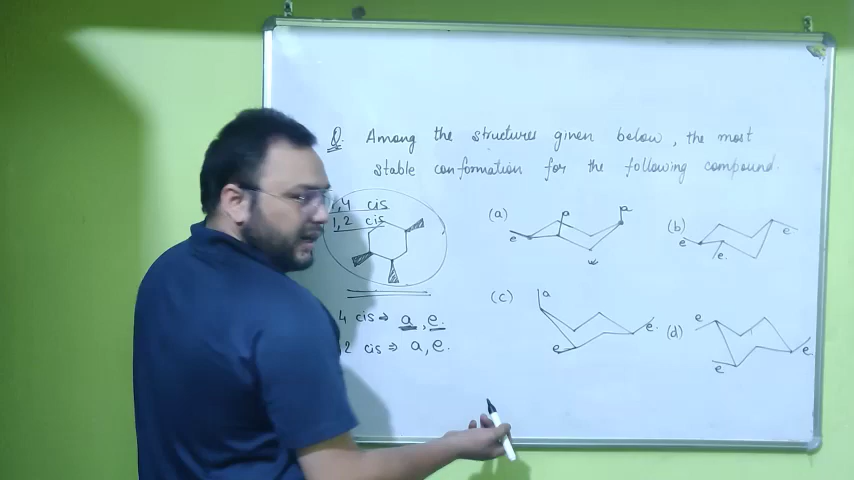 Q. Among the structures given below, the most
stable conformation for the following compound.
1,4 cis
1,2 cis
(a)
a
a
e
(b)
e
e
e
4 cis ⇒ a, e.
2 cis ⇒ a, e.
(c)
a
e
e
(d)
e
e
e